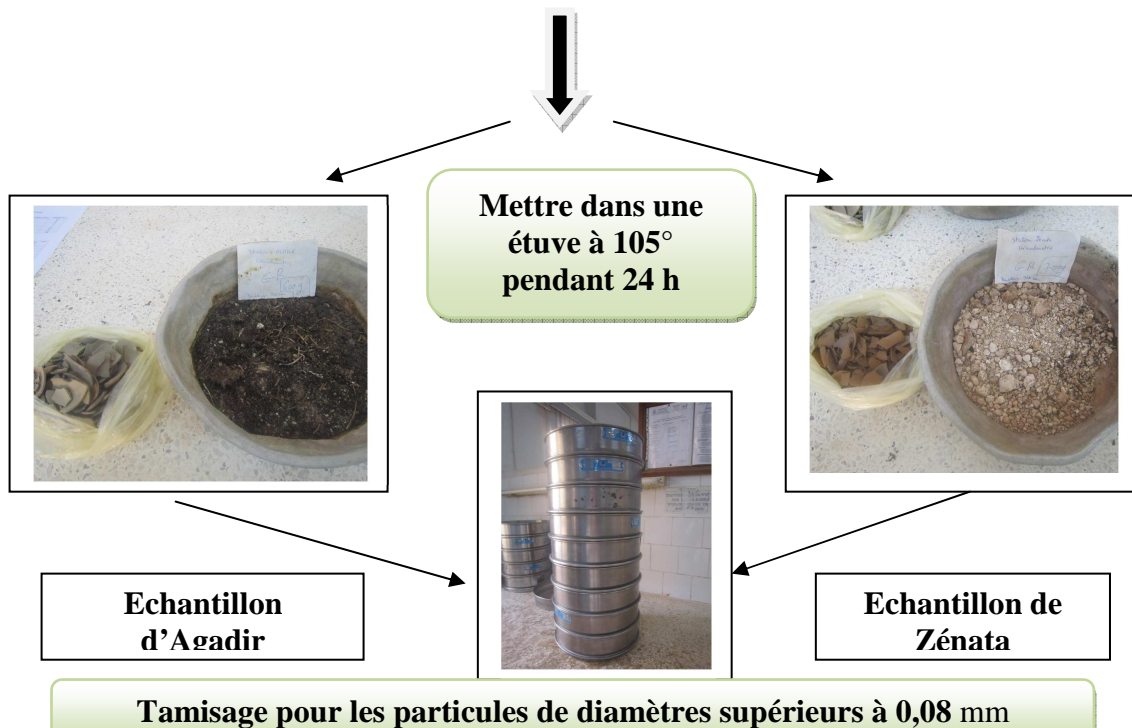 Mettre dans une
étuve à 105°
pendant 24 h
Echantillon
d'Agadir
Echantillon de
Zénata
Tamisage pour les particules de diamètres supérieurs à 0,08 mm